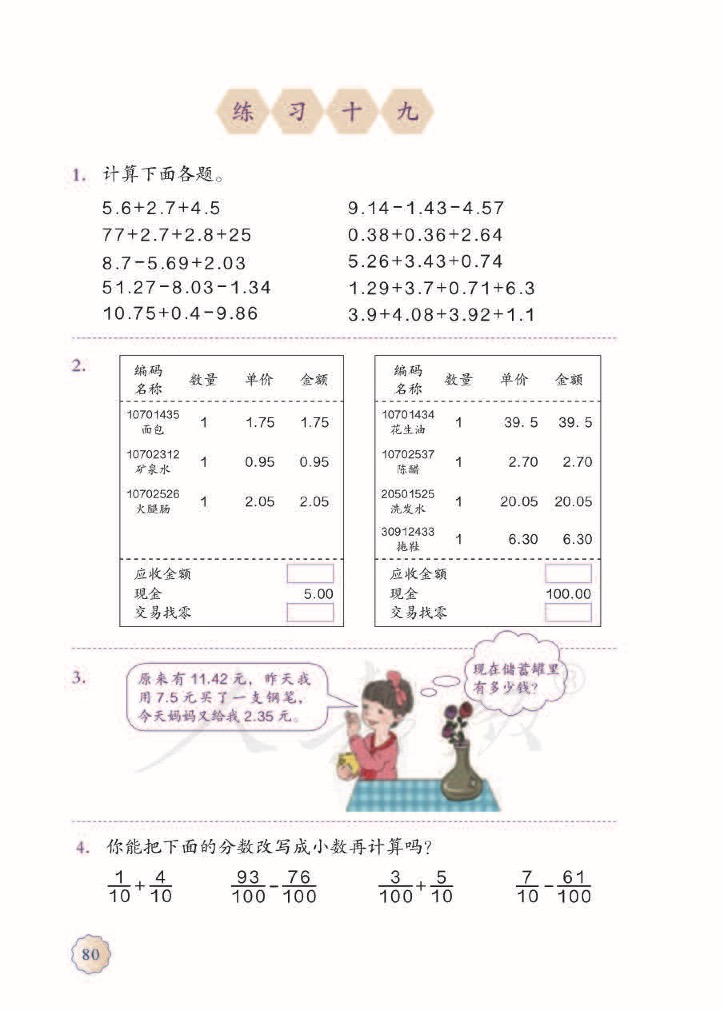 练习十九
1. 计算下面各题。
5.6+2.7+4.5 9.14-1.43-4.57
77+2.7+2.8+25 0.38+0.36+2.64
8.7-5.69+2.03 5.26+3.43+0.74
51.27-8.03-1.34 1.29+3.7+0.71+6.3
10.75+0.4-9.86 3.9+4.08+3.92+1.1
2.
编码
名称 数量 单价 金额
10701435
面包 1 1.75 1.75
10702312
矿泉水 1 0.95 0.95
10702526
火腿肠 1 2.05 2.05
应收金额
现金 5.00
交易找零
编码
名称 数量 单价 金额
10701434
花生油 1 39.5 39.5
10702537
陈醋 1 2.70 2.70
20501525
洗发水 1 20.05 20.05
30912433
拖鞋 1 6.30 6.30
应收金额
现金 100.00
交易找零
3.
原来有11.42元，昨天我
用7.5元买了一支钢笔，
今天妈妈又给我2.35元。
现在储蓄罐里
有多少钱？
4. 你能把下面的分数改写成小数再计算吗？
1/10+4/10 93/100-76/100 3/100+5/10 7/10-61/100
80